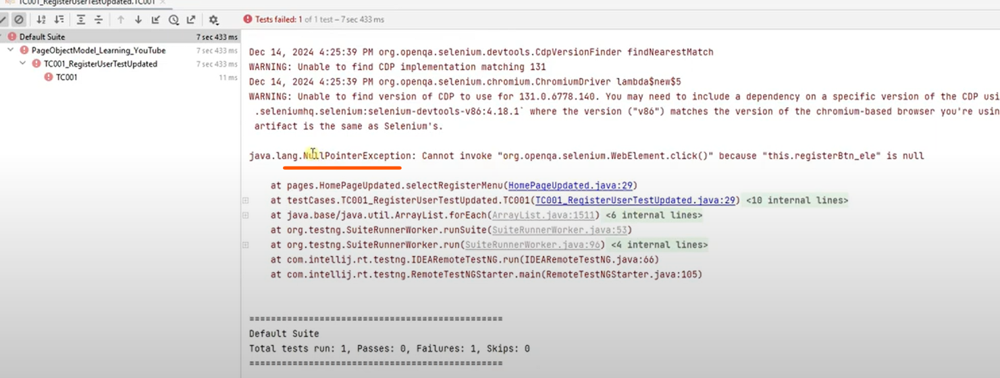 TC001_RegisterUserTestUpdated.TC001
Tests failed: 1 of 1 test – 7 sec 433 ms
Default Suite 7 sec 433 ms
PageObjectModel_Learning_YouTube 7 sec 433 ms
TC001_RegisterUserTestUpdated 7 sec 433 ms
TC001 11 ms
Dec 14, 2024 4:25:39 PM org.openqa.selenium.devtools.CdpVersionFinder findNearestMatch
WARNING: Unable to find CDP implementation matching 131
Dec 14, 2024 4:25:39 PM org.openqa.selenium.chromium.ChromiumDriver lambda$new$5
WARNING: Unable to find version of CDP to use for 131.0.6778.140. You may need to include a dependency on a specific version of the CDP usi
.seleniumhq.selenium:selenium-devtools-v86:4.18.1` where the version ("v86") matches the version of the chromium-based browser you're usin
artifact is the same as Selenium's.
java.lang.NullPointerException: Cannot invoke "org.openqa.selenium.WebElement.click()" because "this.registerBtn_ele" is null
at pages.HomePageUpdated.selectRegisterMenu(HomePageUpdated.java:29)
at testCases.TC001_RegisterUserTestUpdated.TC001(TC001_RegisterUserTestUpdated.java:29) <10 internal lines>
at java.base/java.util.ArrayList.forEach(ArrayList.java:1511) <6 internal lines>
at org.testng.SuiteRunnerWorker.runSuite(SuiteRunnerWorker.java:53)
at org.testng.SuiteRunnerWorker.run(SuiteRunnerWorker.java:96) <4 internal lines>
at com.intellij.rt.testng.IDEARemoteTestNG.run(IDEARemoteTestNG.java:66)
at com.intellij.rt.testng.RemoteTestNGStarter.main(RemoteTestNGStarter.java:105)
===============================================
Default Suite
Total tests run: 1, Passes: 0, Failures: 1, Skips: 0
===============================================